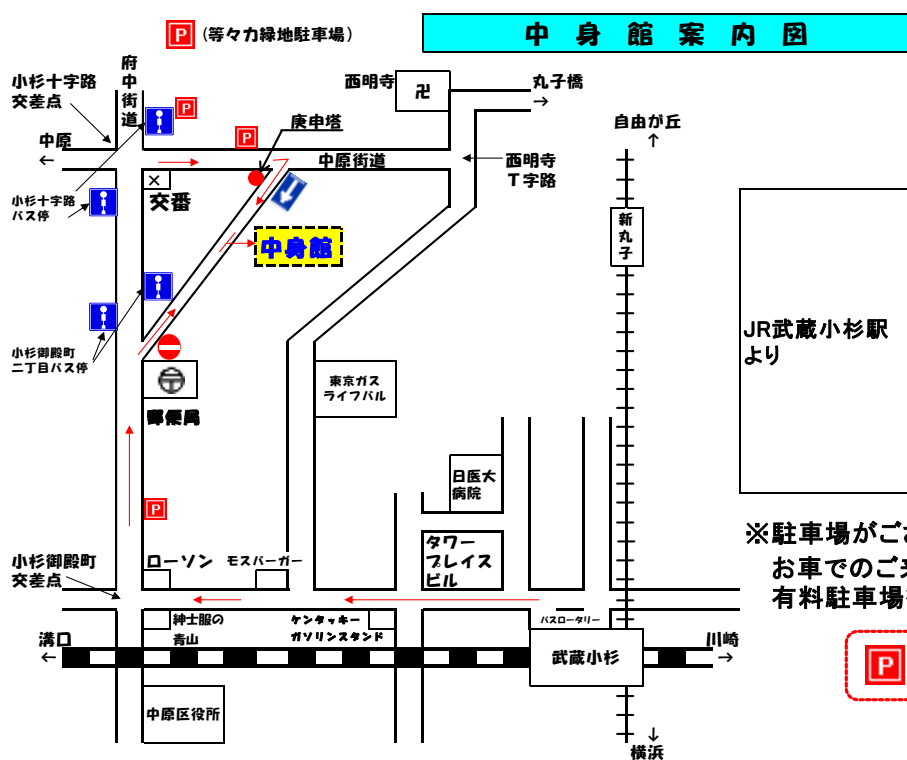 P (等々力緑地駐車場)
中身館案内図
小杉十字路
交差点
府中街道
西明寺
卍
丸子橋
→
P
P
庚申塔
自由が丘
↑
中原
←
中原街道
西明寺
T字路
×
交番
小杉十字路
バス停
新丸子
中身館
JR武蔵小杉駅
より
小杉御殿町
二丁目バス停
〒
郵便局
東京ガス
ライフバル
日医大
病院
P
※駐車場がござ
お車でのご来
有料駐車場
小杉御殿町
交差点
ローソン
モスバーガー
タワー
プレイス
ビル
紳士服の
青山
ケンタッキー
ガソリンスタンド
バスロータリー
溝口
←
武蔵小杉
川崎
→
P
中原区役所
↓
横浜